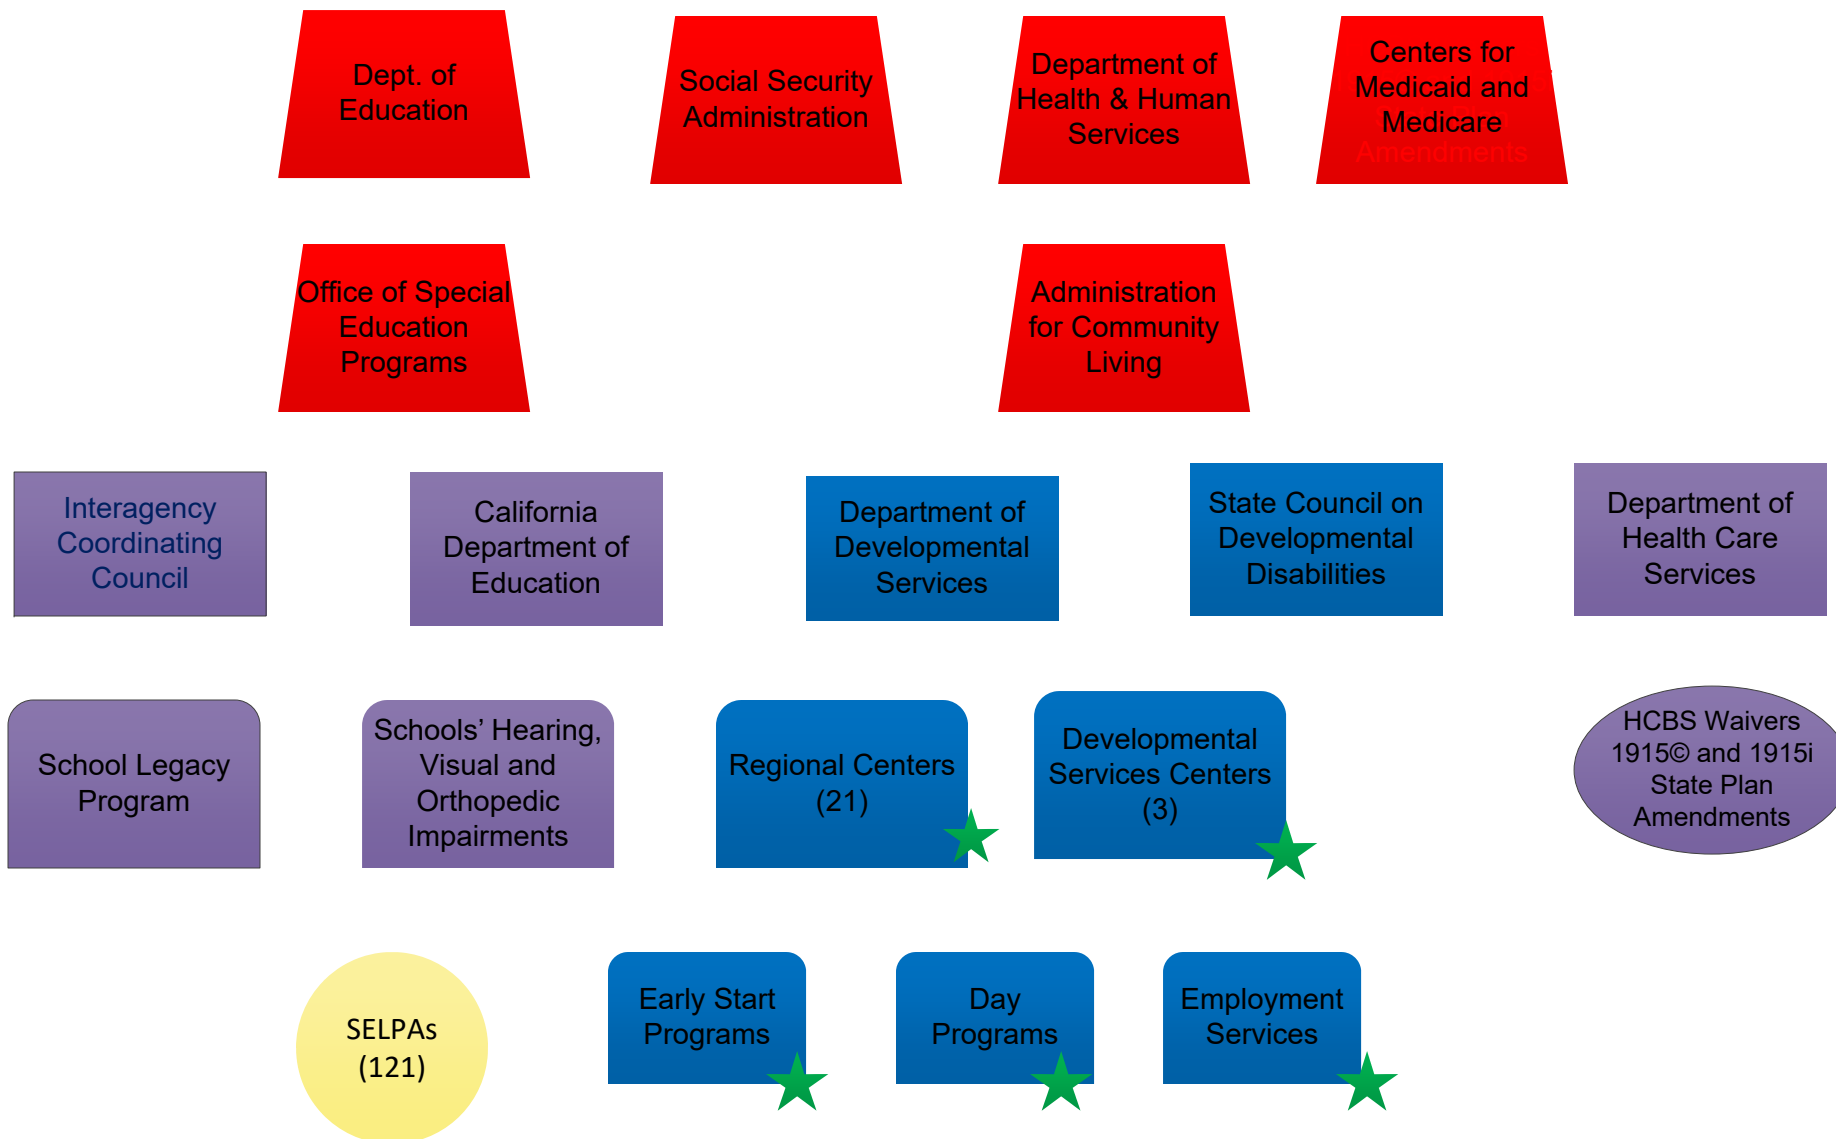 Dept. of
Education
Social Security
Administration
Department of
Health & Human
Services
Centers for
Medicaid and
Medicare
Amendments
Office of Special
Education
Programs
Administration
for Community
Living
Interagency
Coordinating
Council
California
Department of
Education
Department of
Developmental
Services
State Council on
Developmental
Disabilities
Department of
Health Care
Services
School Legacy
Program
Schools’ Hearing,
Visual and
Orthopedic
Impairments
Regional Centers
(21)
Developmental
Services Centers
(3)
HCBS Waivers
1915© and 1915i
State Plan
Amendments
SELPAs
(121)
Early Start
Programs
Day
Programs
Employment
Services